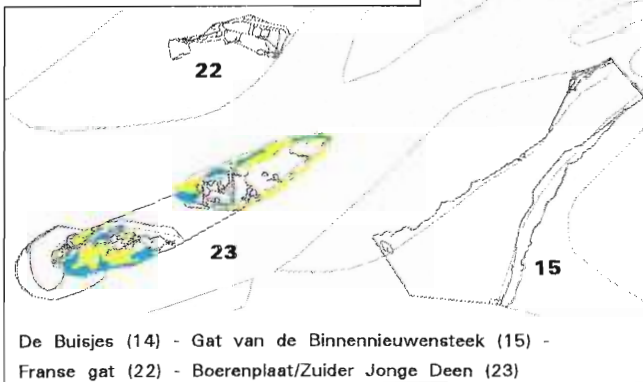 22
23
15
De Buisjes (14) - Gat van de Binnennieuwensteek (15) -
Franse gat (22) - Boerenplaat/Zuider Jonge Deen (23)